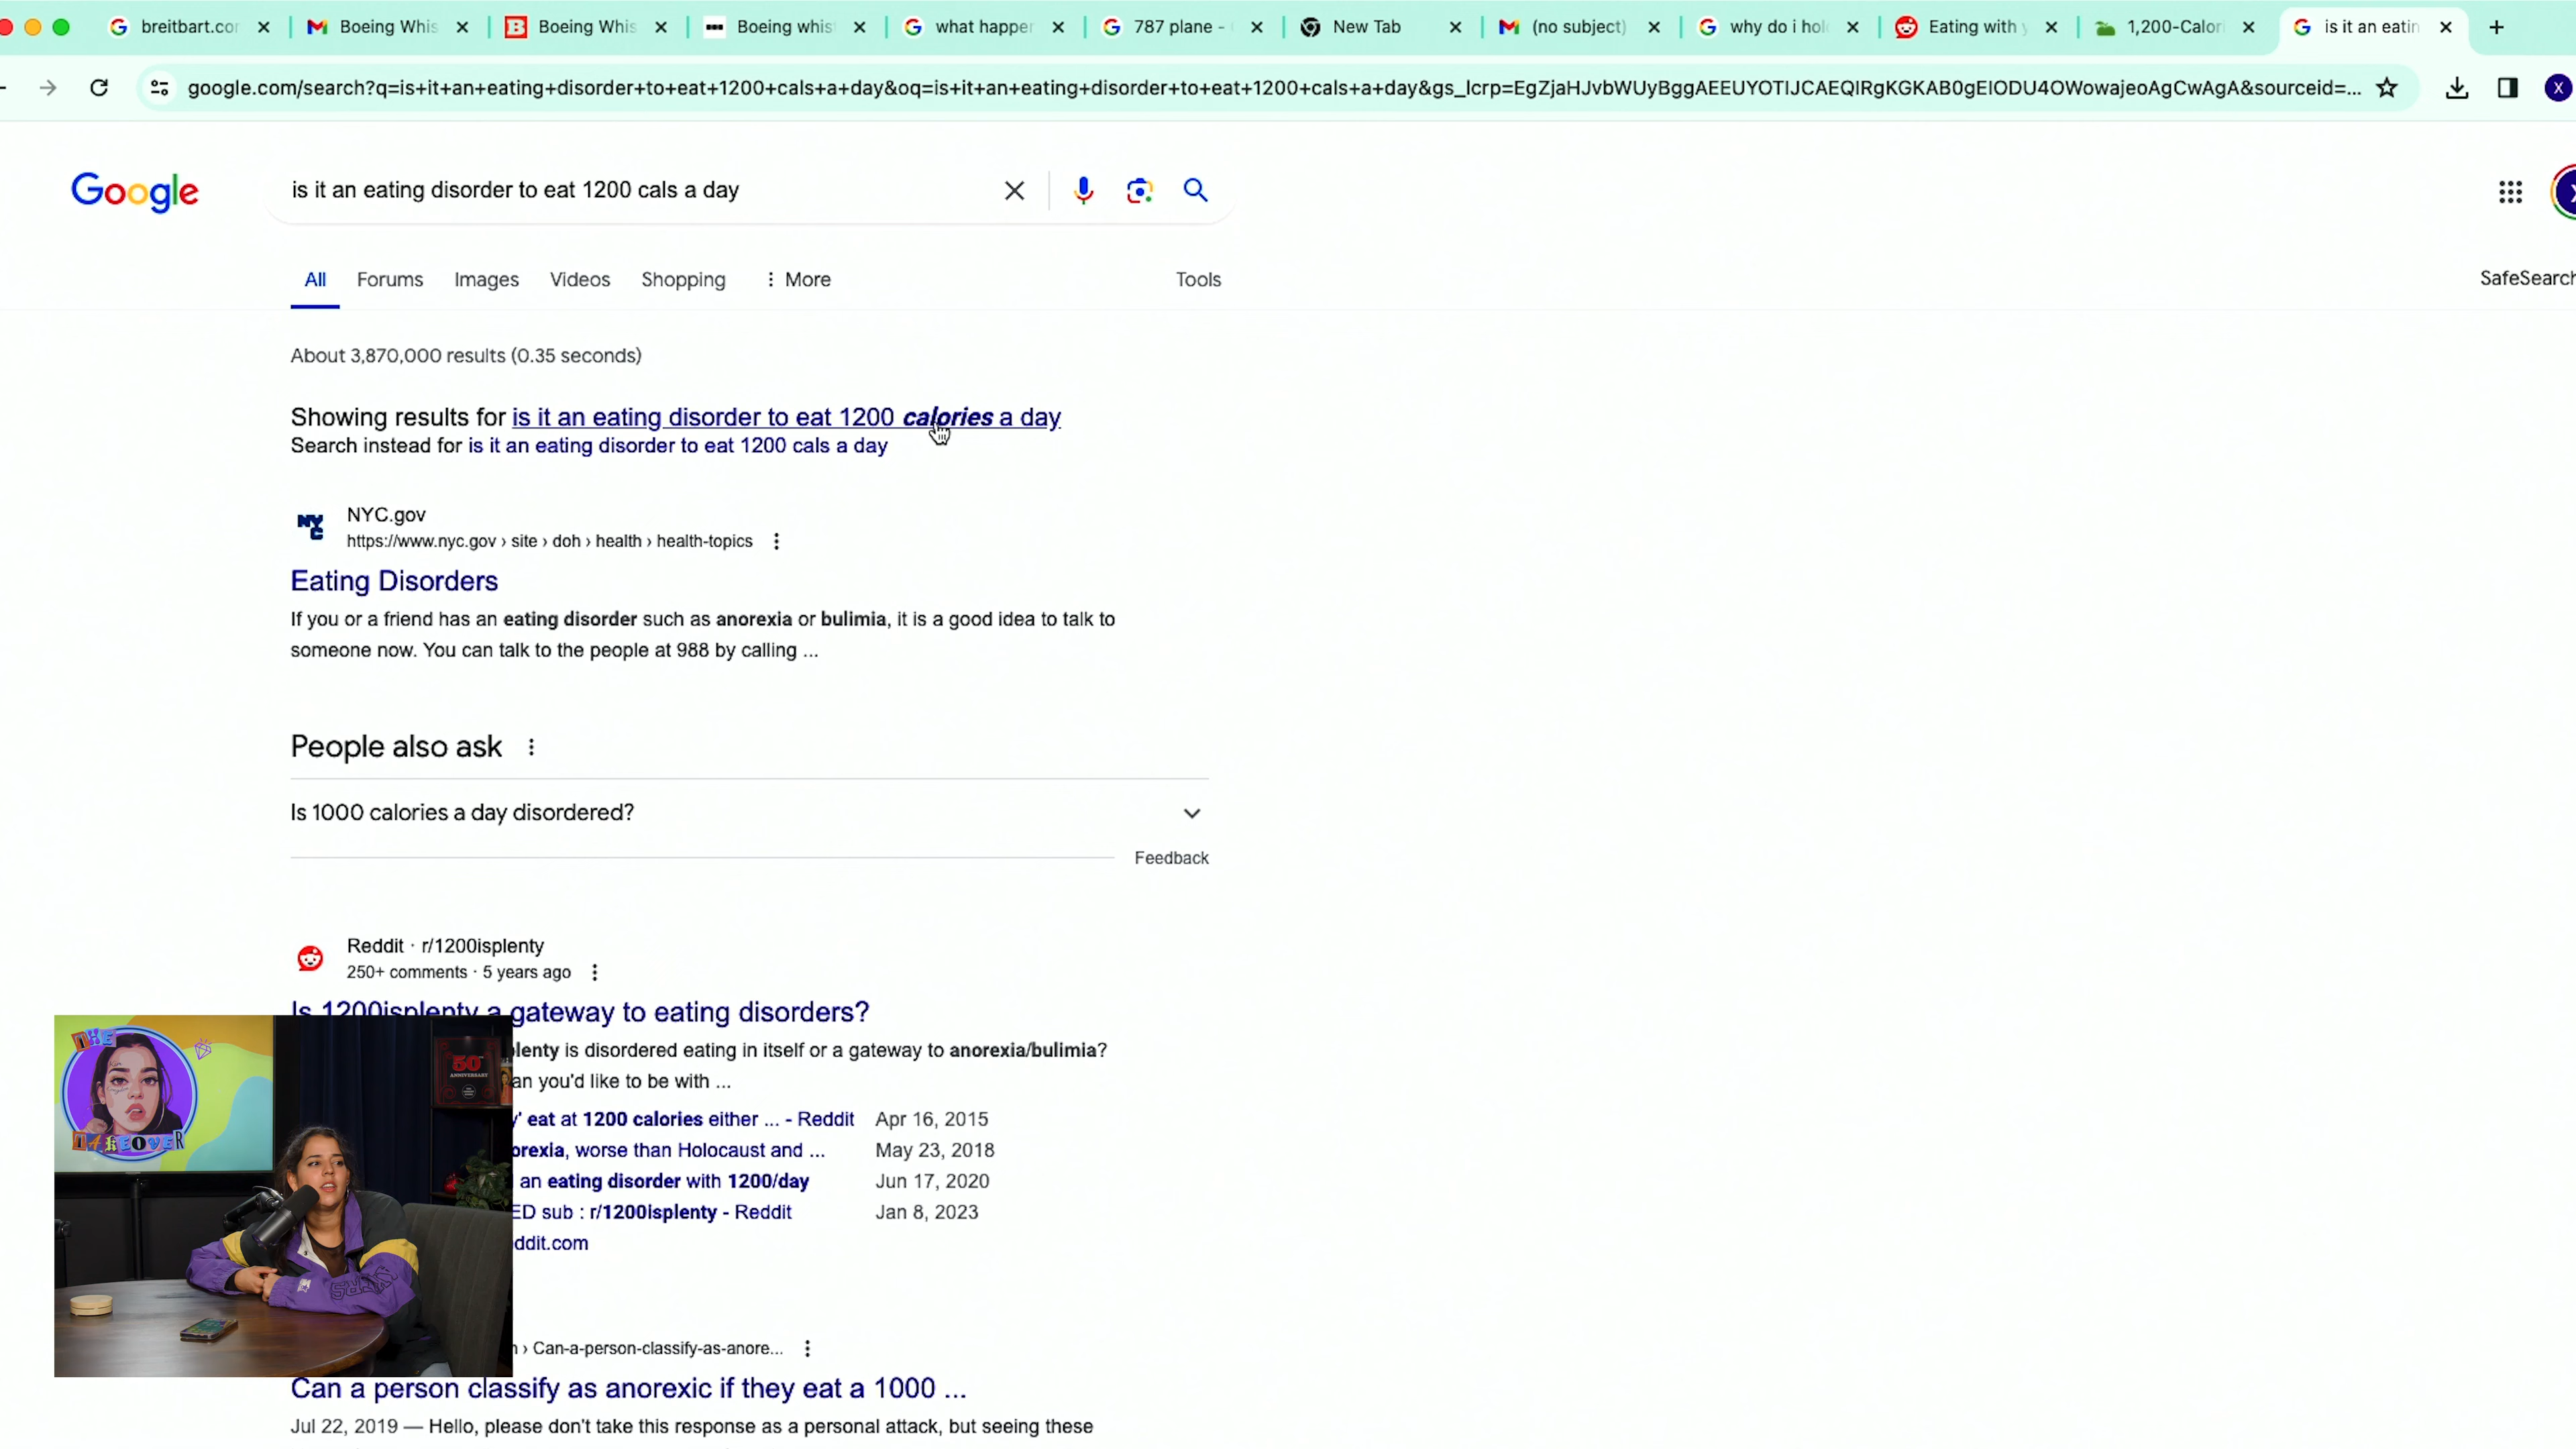 breitbart.cor
Boeing Whis
Boeing Whis
Boeing whis
what happer
787 plane -
New Tab
(no subject)
why do i hol
Eating with y
1,200-Calor
is it an eatin
google.com/search?q=is+it+an+eating+disorder+to+eat+1200+cals+a+day&oq=is+it+an+eating+disorder+to+eat+1200+cals+a+day&gs_lcrp=EgZjaHJvbWUyBggAEEUYOTIJCAEQIRgKGKAB0gEIODU4OWowajeoAgCwAgA&sourceid=...
X
Google
is it an eating disorder to eat 1200 cals a day
All
Forums
Images
Videos
Shopping
More
Tools
SafeSearch
About 3,870,000 results (0.35 seconds)
Showing results for is it an eating disorder to eat 1200 calories a day
Search instead for is it an eating disorder to eat 1200 cals a day
NYC
NYC.gov
https://www.nyc.gov › site › doh › health › health-topics
Eating Disorders
If you or a friend has an eating disorder such as anorexia or bulimia, it is a good idea to talk to
someone now. You can talk to the people at 988 by calling ...
People also ask
Is 1000 calories a day disordered?
Feedback
Reddit · r/1200isplenty
250+ comments · 5 years ago
Is 1200isplenty a gateway to eating disorders?
lenty is disordered eating in itself or a gateway to anorexia/bulimia?
an you'd like to be with ...
y' eat at 1200 calories either ... - Reddit Apr 16, 2015
orexia, worse than Holocaust and ... May 23, 2018
an eating disorder with 1200/day Jun 17, 2020
ED sub : r/1200isplenty - Reddit Jan 8, 2023
ddit.com
THE
TAKEOVER
50
ANNIVERSARY
› Can-a-person-classify-as-anore...
Can a person classify as anorexic if they eat a 1000 ...
Jul 22, 2019 — Hello, please don't take this response as a personal attack, but seeing these